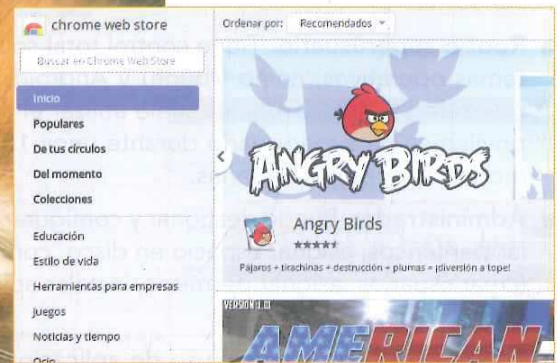 chrome web store
Buscar en Chrome Web Store
Inicio
Populares
De tus círculos
Del momento
Colecciones
Educación
Estilo de vida
Herramientas para empresas
Juegos
Noticias y tiempo
Ocio
Ordenar por: Recomendados
ANGRY BIRDS
Angry Birds
Pájaros + tirachinas + destrucción + plumas = ¡diversión a tope!
VERSION 1.0
AMERICAN